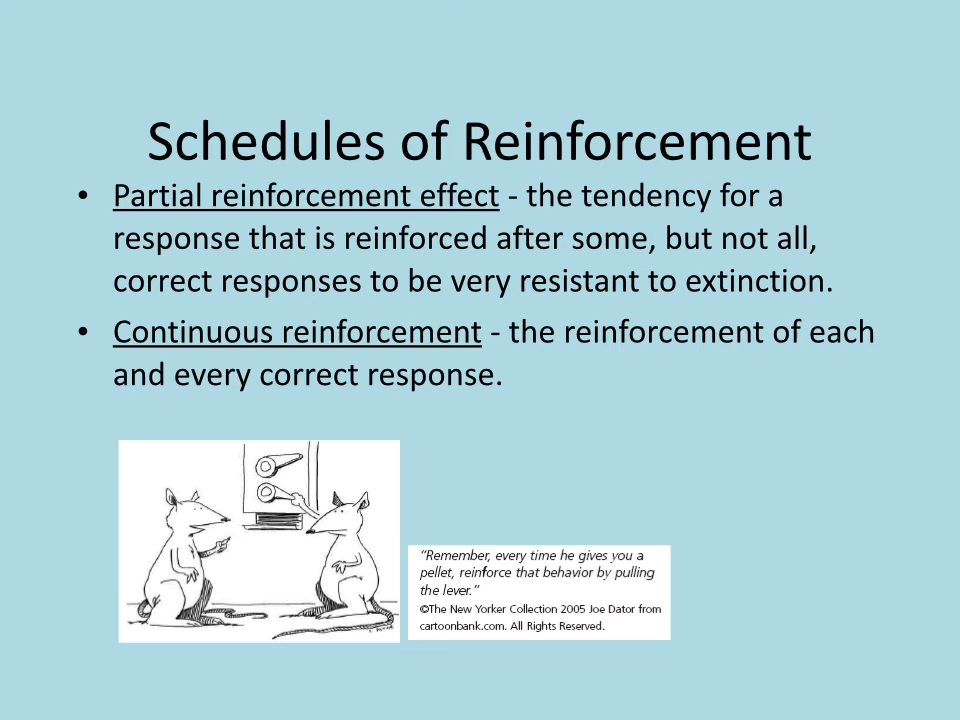 Schedules of Reinforcement
• Partial reinforcement effect - the tendency for a
response that is reinforced after some, but not all,
correct responses to be very resistant to extinction.
• Continuous reinforcement - the reinforcement of each
and every correct response.
“Remember, every time he gives you a
pellet, reinforce that behavior by pulling
the lever.”
©The New Yorker Collection 2005 Joe Dator from
cartoonbank.com. All Rights Reserved.